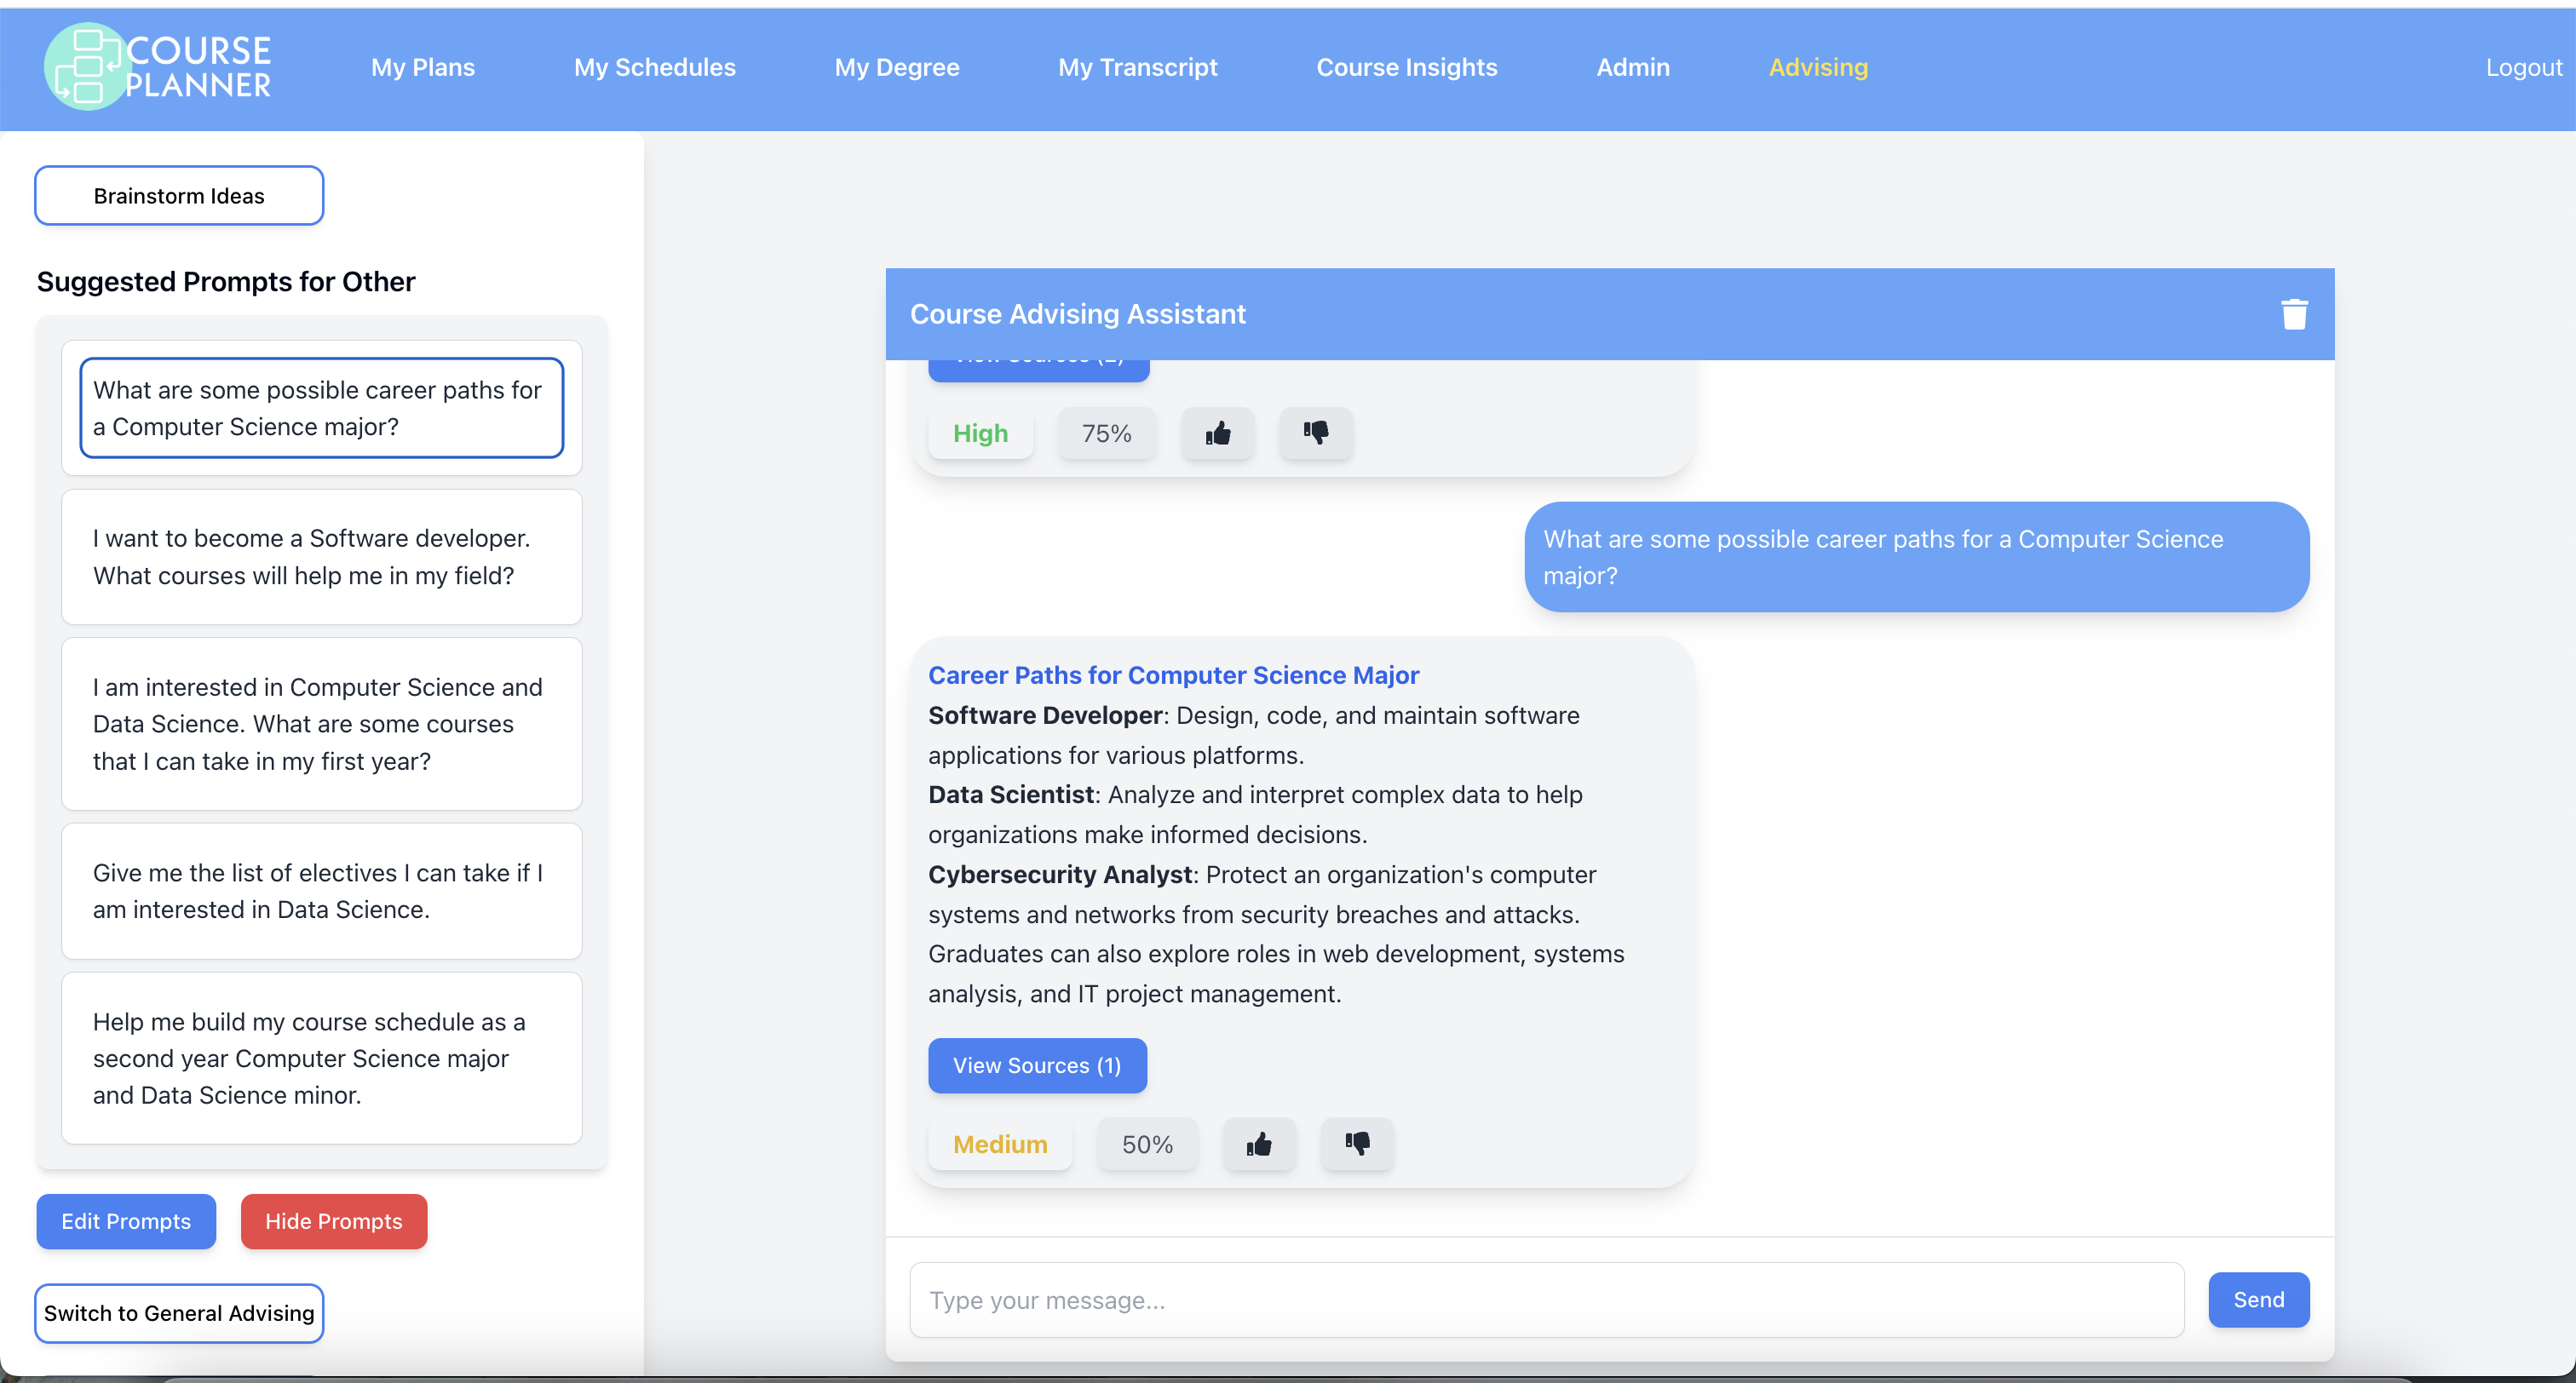 COURSE
PLANNER
My Plans
My Schedules
My Degree
My Transcript
Course Insights
Admin
Advising
Logout
Brainstorm Ideas
Suggested Prompts for Other
What are some possible career paths for
a Computer Science major?
I want to become a Software developer.
What courses will help me in my field?
I am interested in Computer Science and
Data Science. What are some courses
that I can take in my first year?
Give me the list of electives I can take if I
am interested in Data Science.
Help me build my course schedule as a
second year Computer Science major
and Data Science minor.
Edit Prompts
Hide Prompts
Switch to General Advising
Course Advising Assistant
High
75%
What are some possible career paths for a Computer Science
major?
Career Paths for Computer Science Major
Software Developer: Design, code, and maintain software
applications for various platforms.
Data Scientist: Analyze and interpret complex data to help
organizations make informed decisions.
Cybersecurity Analyst: Protect an organization's computer
systems and networks from security breaches and attacks.
Graduates can also explore roles in web development, systems
analysis, and IT project management.
View Sources (1)
Medium
50%
Type your message...
Send